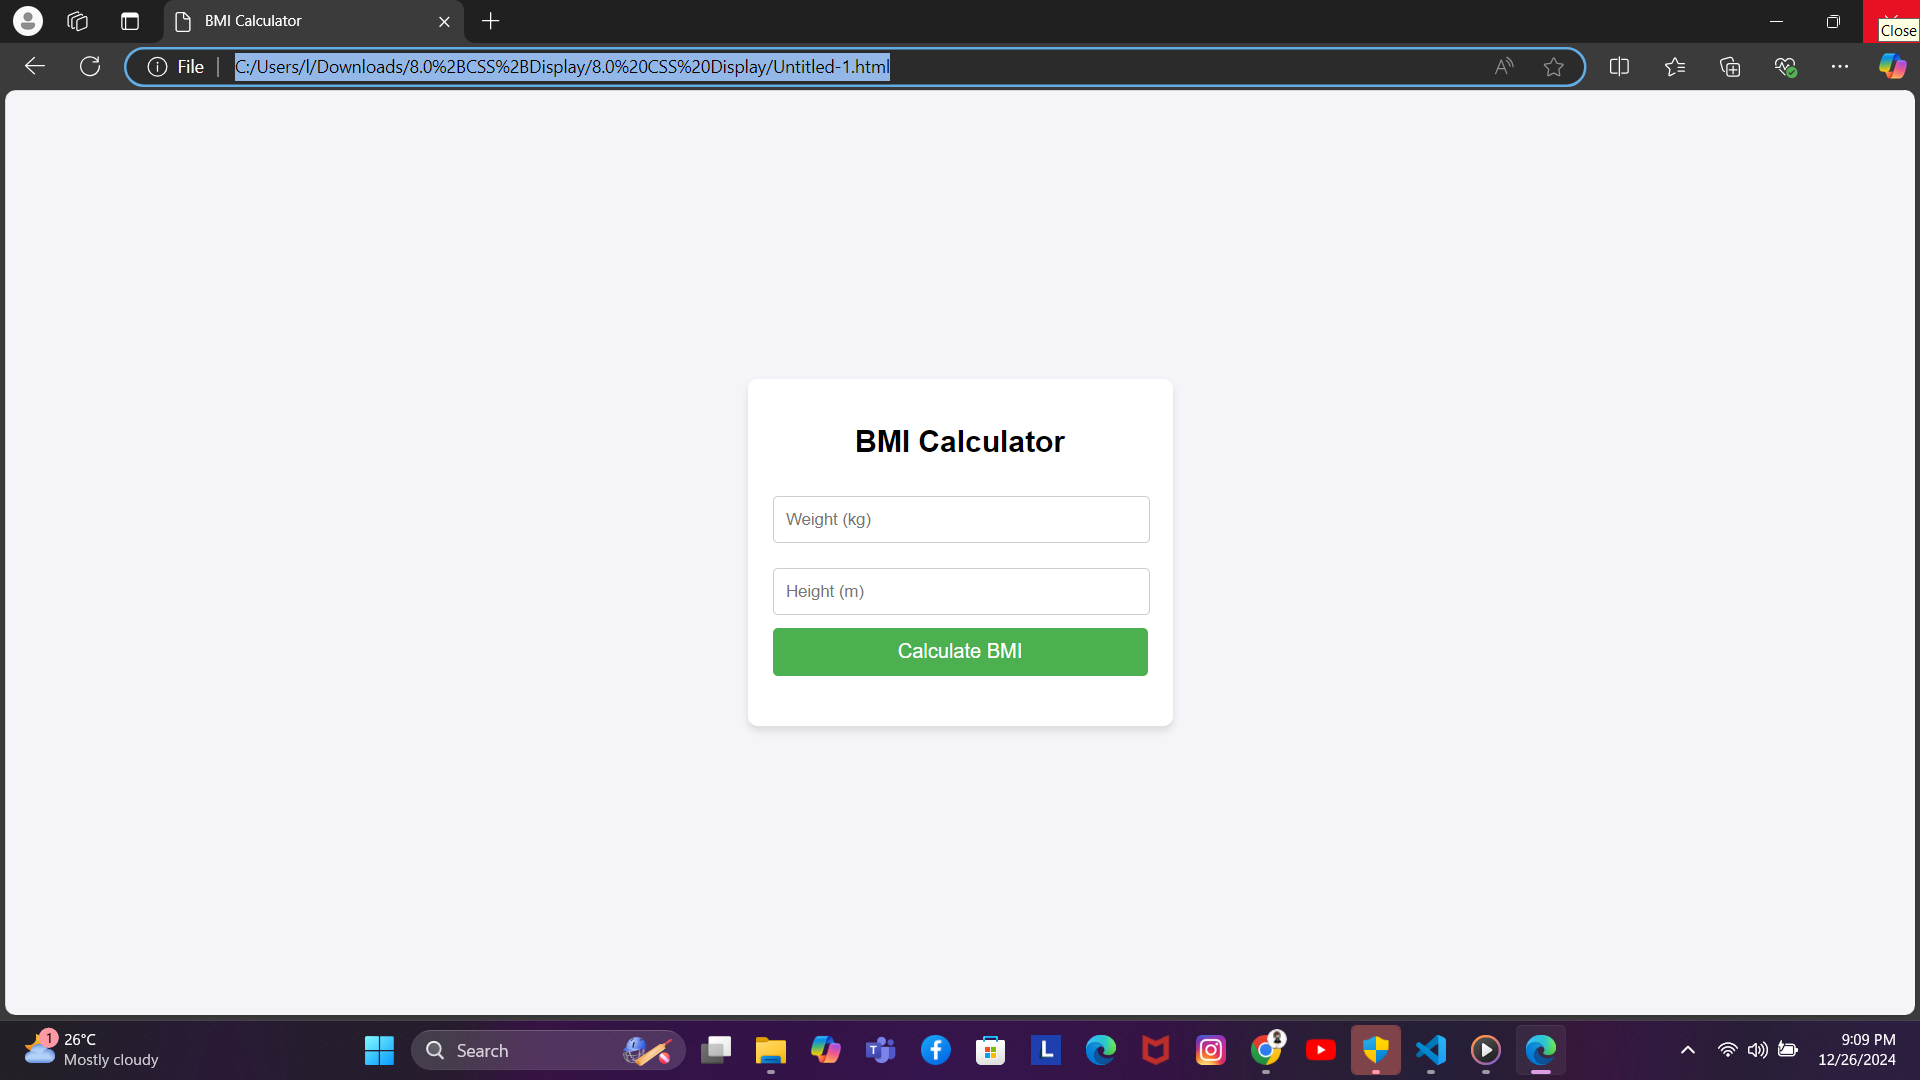 BMI Calculator
Close
File
C:/Users/l/Downloads/8.0%2BCSS%2BDisplay/8.0%20CSS%20Display/Untitled-1.html
BMI Calculator
Weight (kg)
Height (m)
Calculate BMI
1
26°C
Mostly cloudy
Search
L
9:09 PM
12/26/2024